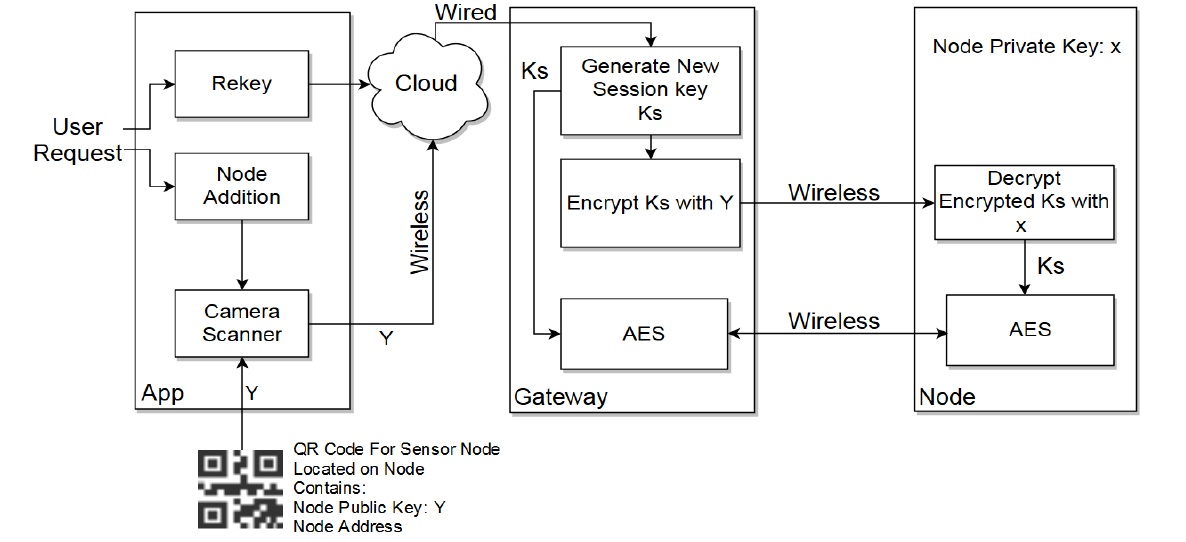 User
Request
Rekey
Node
Addition
Camera
Scanner
Y
App
Y
QR Code For Sensor Node
Located on Node
Contains:
Node Public Key: Y
Node Address
Wireless
Cloud
Wired
Generate New
Session key
Ks
Ks
Encrypt Ks with Y
AES
Gateway
Wireless
Wireless
Node Private Key: x
Decrypt
Encrypted Ks with
x
Ks
AES
Node